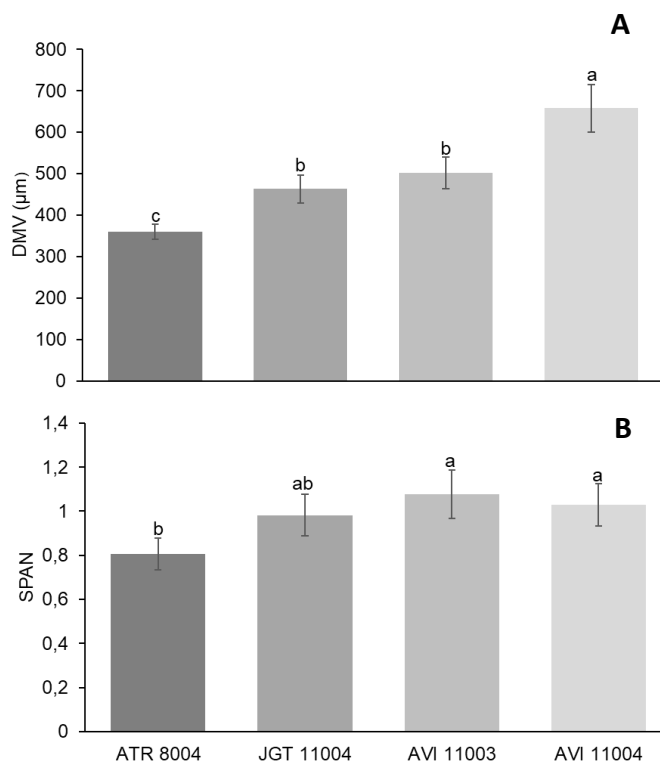 A
800
700
600
500
400
300
200
100
0
DMV (µm)
c
b
b
a
B
1,4
1,2
1
0,8
0,6
0,4
0,2
0
SPAN
b
ab
a
a
ATR 8004 JGT 11004 AVI 11003 AVI 11004